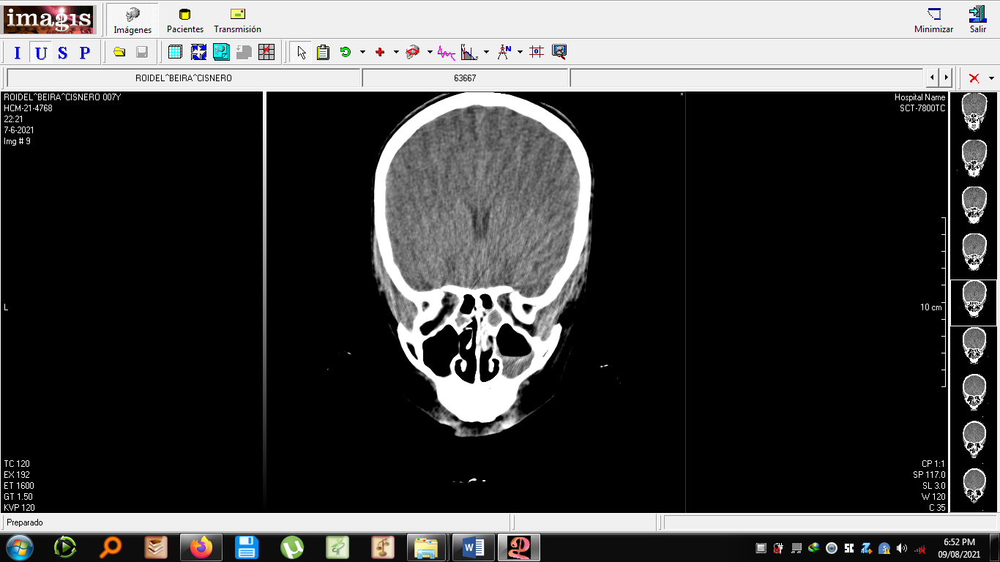 imagis
Imágenes
Pacientes
Transmisión
Minimizar
Salir
I U S P
ROIDEL^BEIRA^CISNERO
63667
ROIDEL^BEIRA^CISNERO 007Y
HCM-21-4768
22:21
7-6-2021
Img # 9
Hospital Name
SCT-7800TC
L
10 cm
TC 120
EX 192
ET 1600
GT 1.50
KVP 120
CP 1:1
SP 117.0
SL 3.0
W 120
C 35
Preparado
6:52 PM
09/08/2021